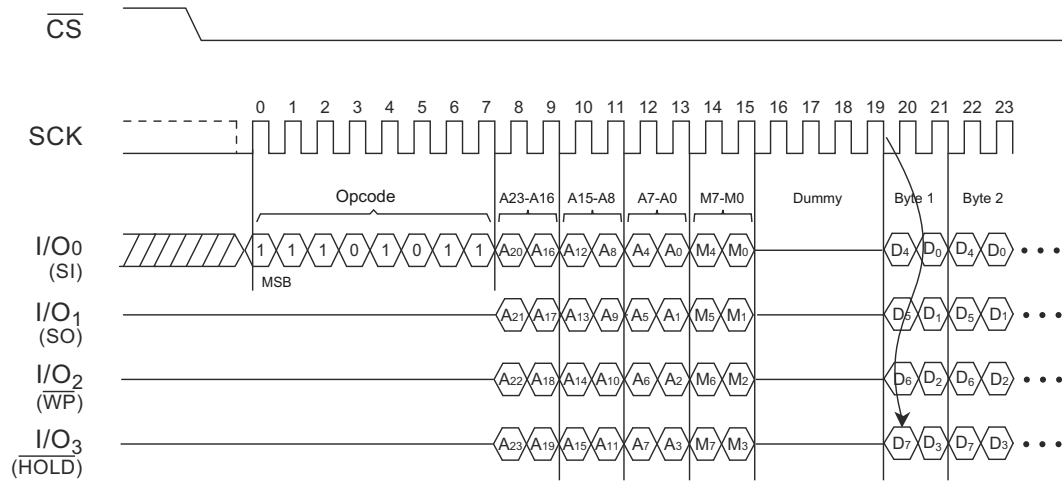 CS
0 1 2 3 4 5 6 7 8 9 10 11 12 13 14 15 16 17 18 19 20 21 22 23
SCK
Opcode A23-A16 A15-A8 A7-A0 M7-M0 Dummy Byte 1 Byte 2
I/O0 1 1 1 0 1 0 1 1 A20 A16 A12 A8 A4 A0 M4 M0 D4 D0 D4 D0 • • • •
(SI)
MSB
I/O1 A21 A17 A13 A9 A5 A1 M5 M1 D5 D1 D5 D1 • • •
(SO)
I/O2 A22 A18 A14 A10 A6 A2 M6 M2 D6 D2 D6 D2 • • •
(WP)
I/O3 A23 A19 A15 A11 A7 A3 M7 M3 D7 D3 D7 D3 • • •
(HOLD)